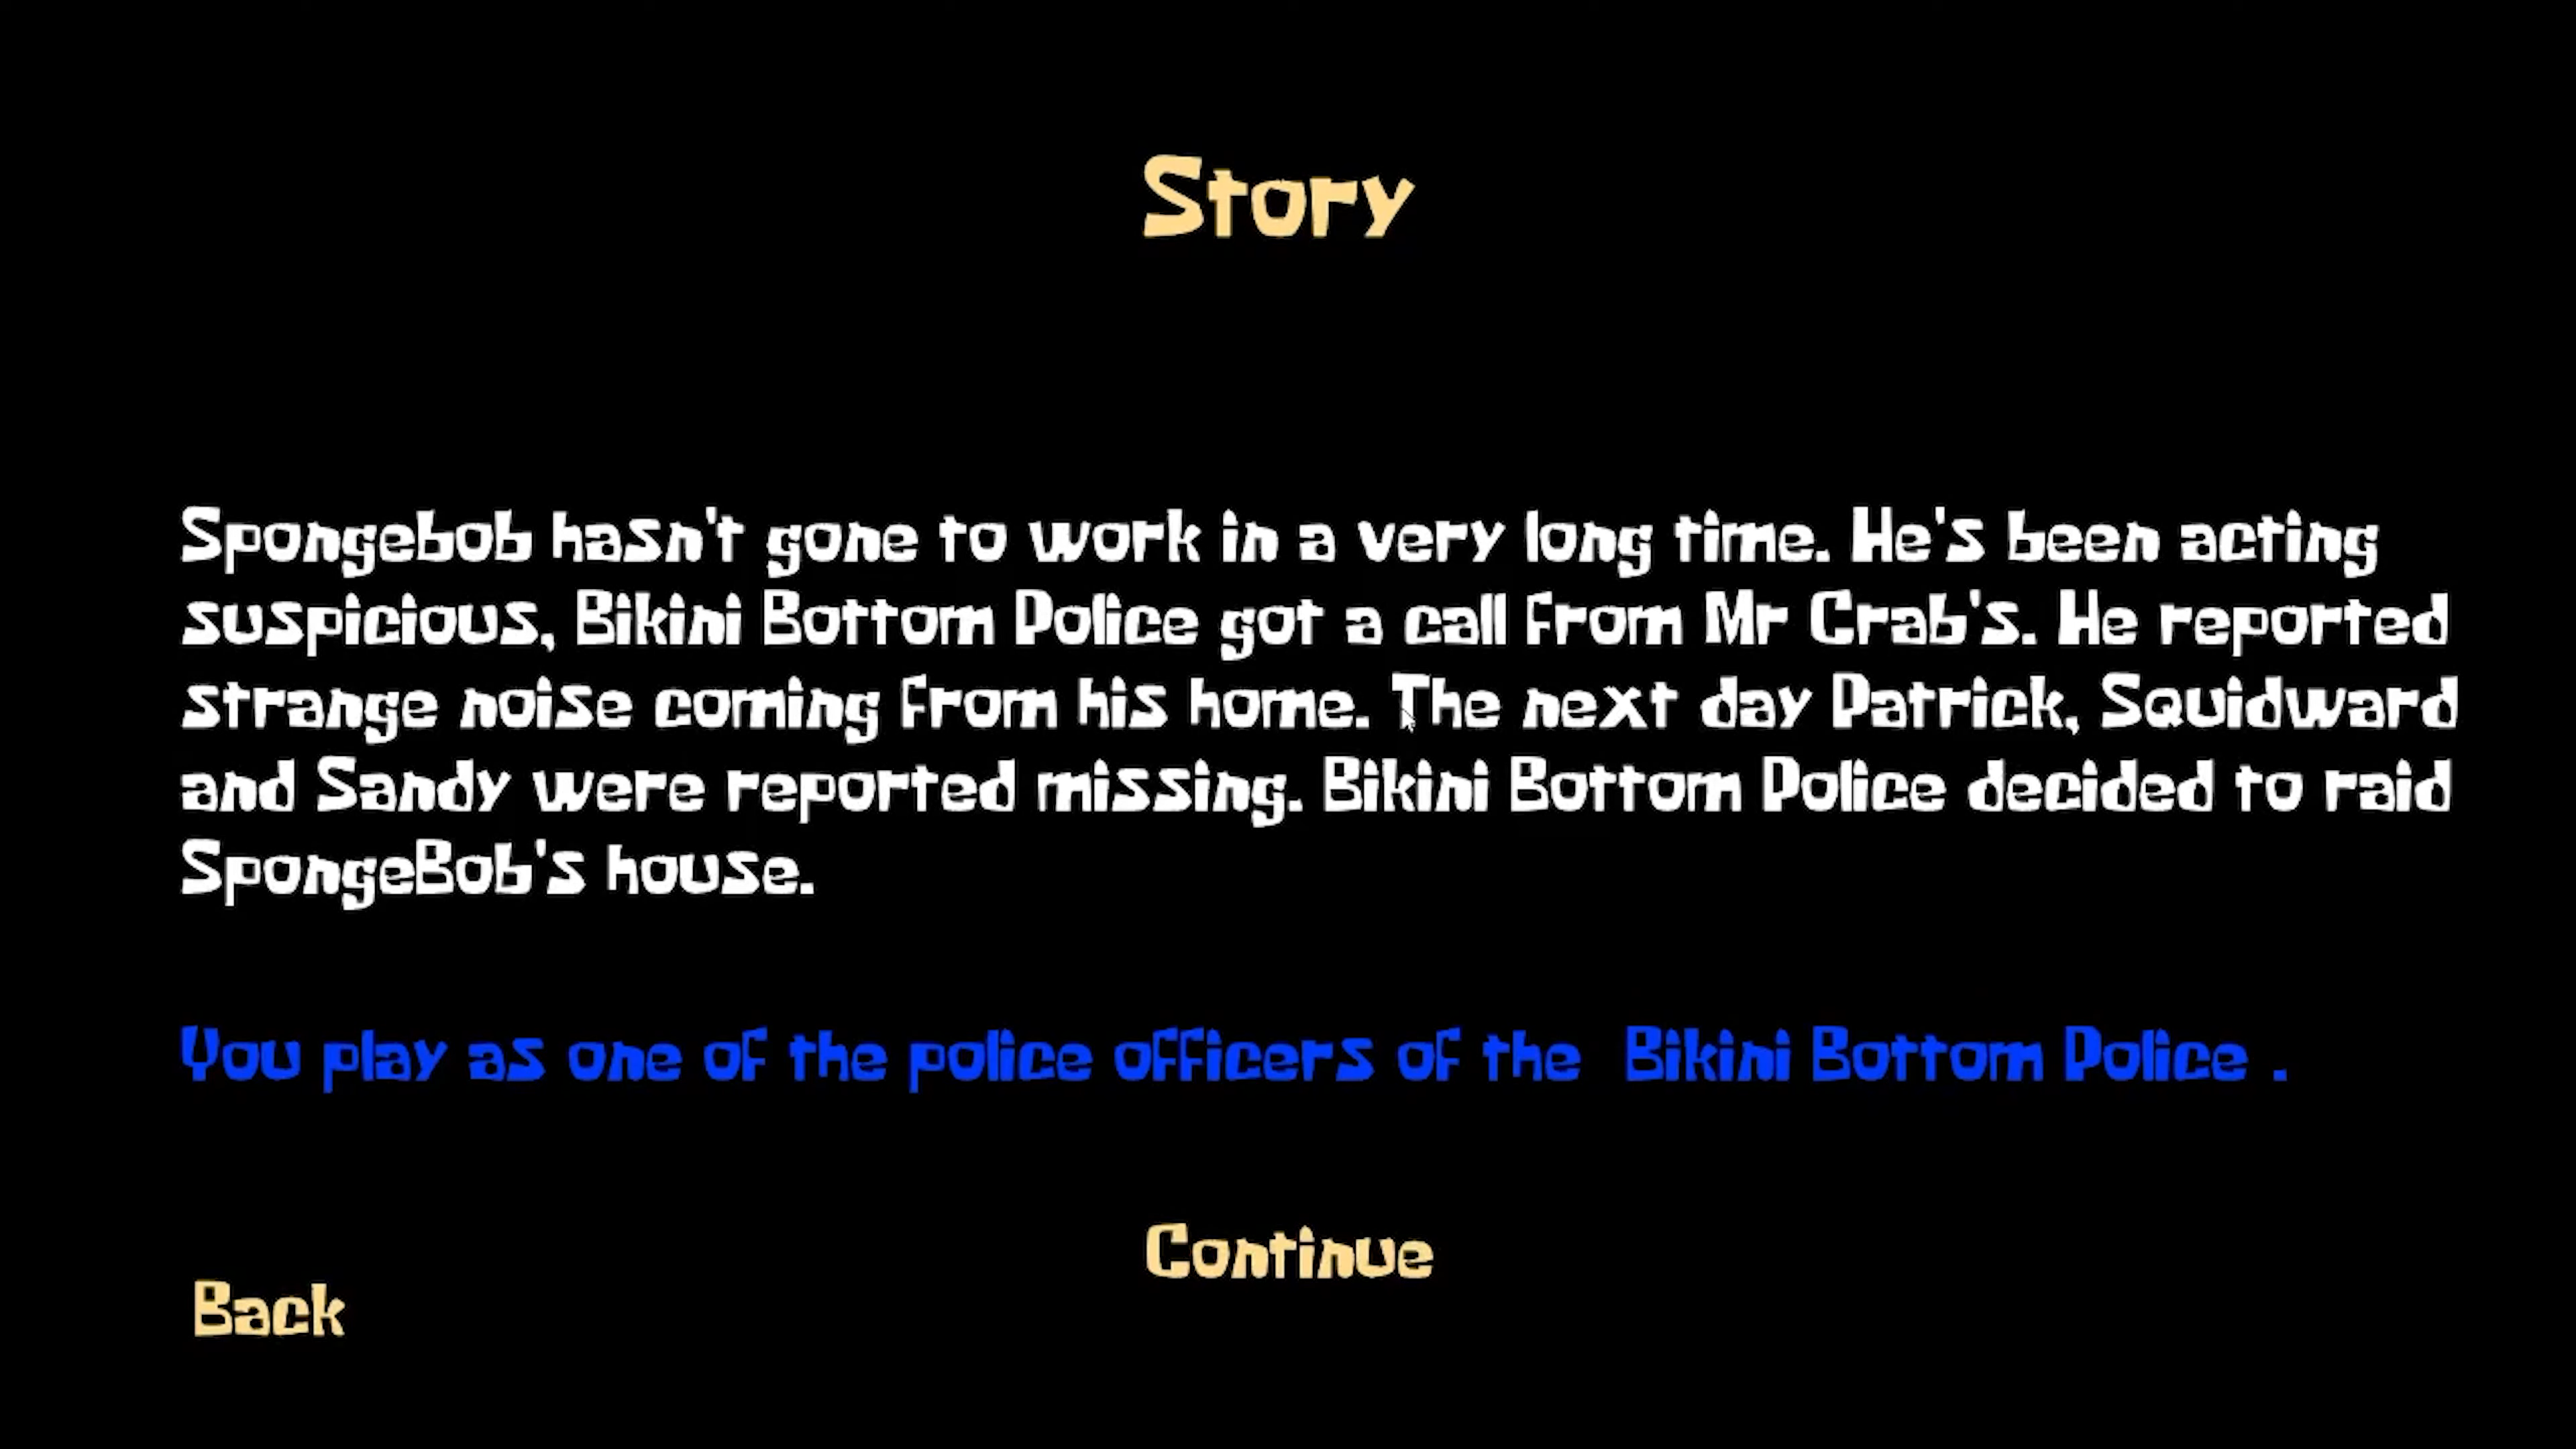 Story
Spongebob hasn't gone to work in a very long time. He's been acting
suspicious, Bikini Bottom Police got a call from Mr Crab's. He reported
strange noise coming from his home. The next day Patrick, Squidward
and Sandy were reported missing. Bikini Bottom Police decided to raid
SpongeBob's house.
You play as one of the police officers of the  Bikini Bottom Police .
Continue
Back